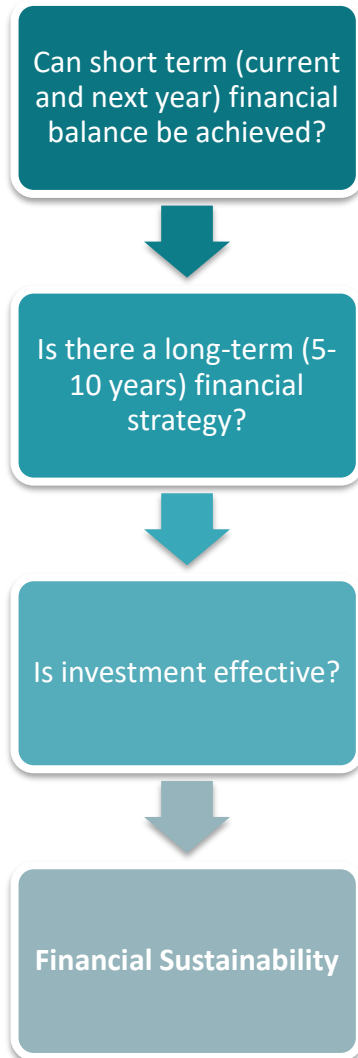 Can short term (current
and next year) financial
balance be achieved?
Is there a long-term (5-
10 years) financial
strategy?
Is investment effective?
Financial Sustainability